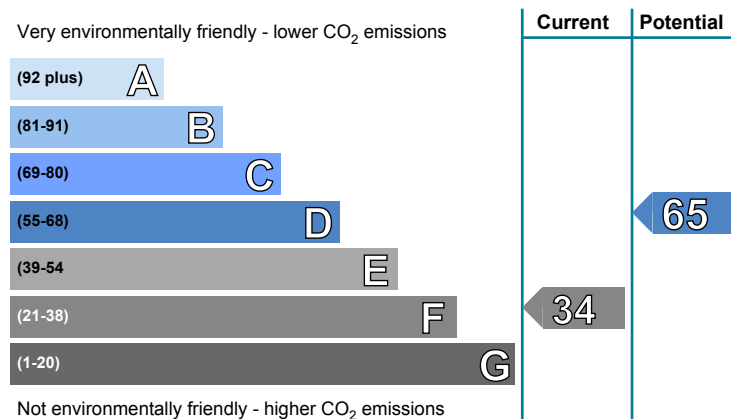 Very environmentally friendly - lower CO2 emissions
Current
Potential
(92 plus) A
(81-91) B
(69-80) C
(55-68) D
65
(39-54 E
(21-38) F
34
(1-20) G
Not environmentally friendly - higher CO2 emissions